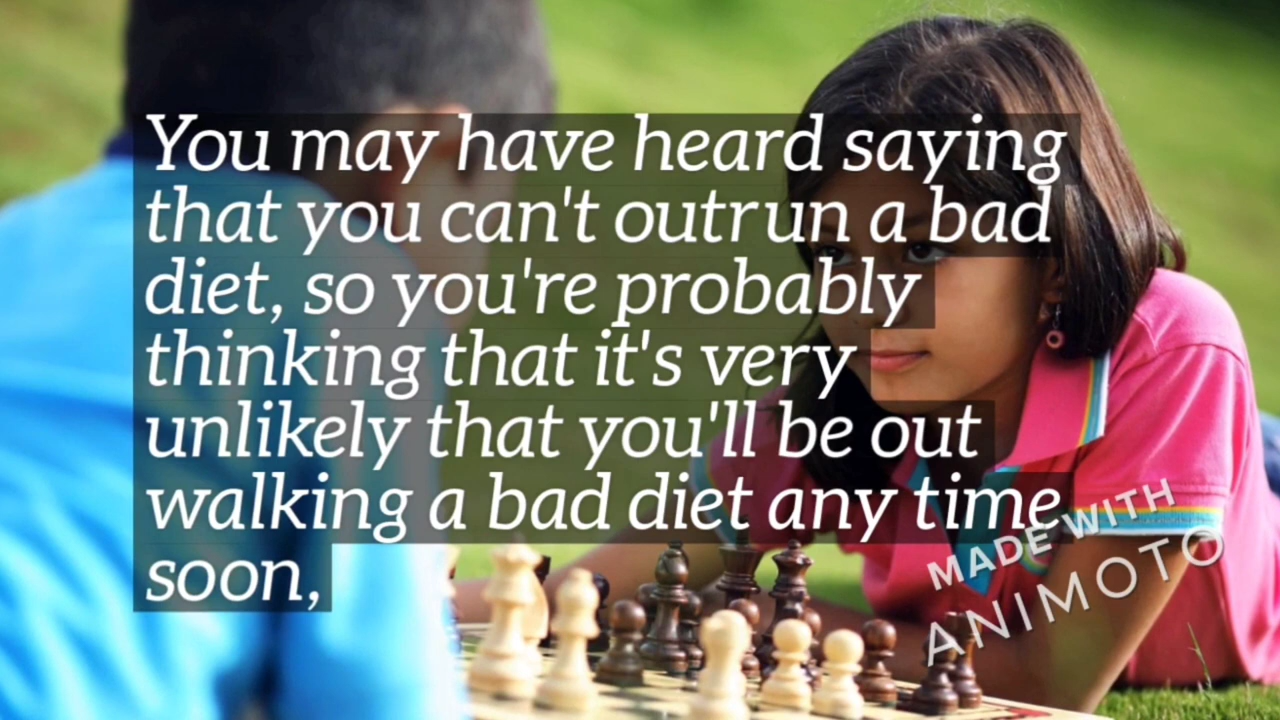 You may have heard saying
that you can't outrun a bad
diet, so you're probably
thinking that it's very
unlikely that you'll be out
walking a bad diet any time
soon,
MADE WITH
ANIMOTO